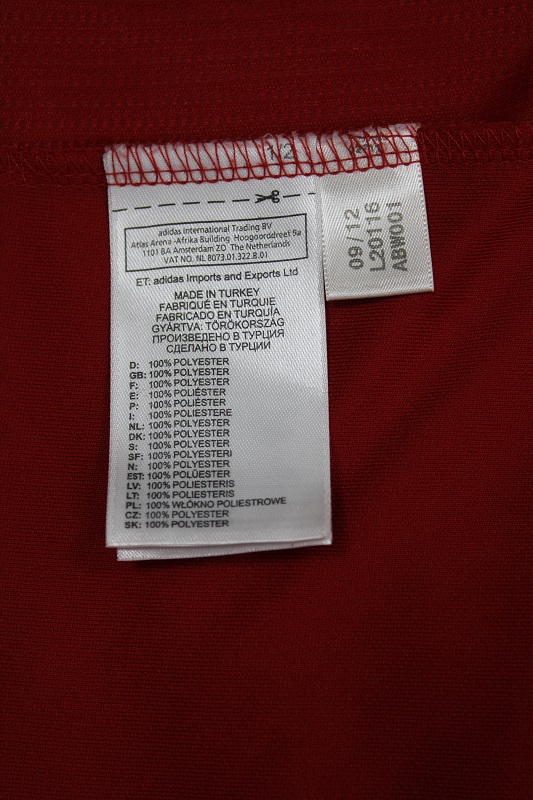 1/2
adidas International Trading BV
Atlas Arena -Afrika Building Hoogoorddreef 9a
1101 BA Amsterdam ZO The Netherlands
VAT NO. NL 8073.01.322.B.01
ET: adidas Imports and Exports Ltd
MADE IN TURKEY
FABRIQUÉ EN TURQUIE
FABRICADO EN TURQUÍA
GYÁRTVA: TÖRÖKORSZÁG
ПРОИЗВЕДЕНО В ТУРЦИЯ
СДЕЛАНО В ТУРЦИИ
D: 100% POLYESTER
GB: 100% POLYESTER
F: 100% POLYESTER
E: 100% POLIÉSTER
P: 100% POLIÉSTER
I: 100% POLIESTERE
NL: 100% POLYESTER
DK: 100% POLYESTER
S: 100% POLYESTER
SF: 100% POLYESTERI
N: 100% POLYESTER
EST: 100% POLÜESTER
LV: 100% POLIESTERIS
LT: 100% POLIESTERIS
PL: 100% WŁÓKNO POLIESTROWE
CZ: 100% POLYESTER
SK: 100% POLYESTER
09/12
L20116
ABW001